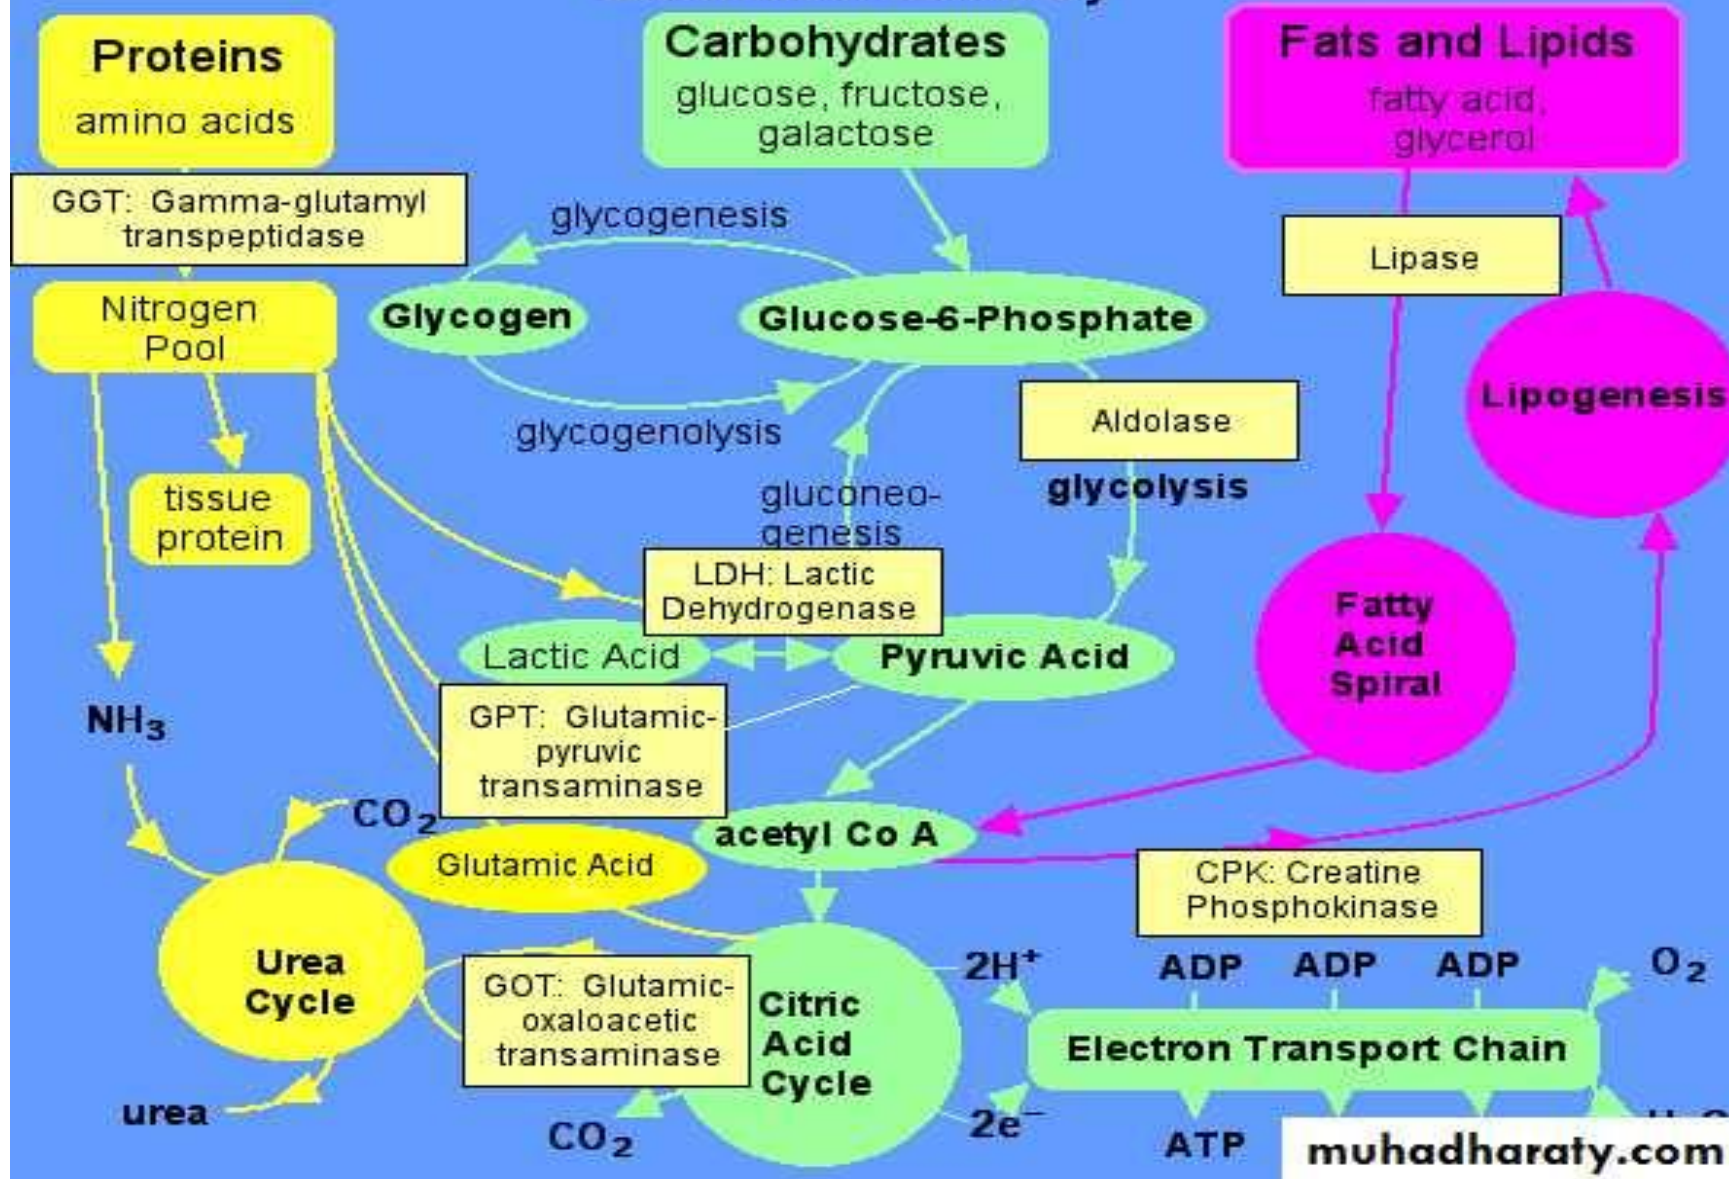 Proteins
amino acids
Carbohydrates
glucose, fructose,
galactose
Fats and Lipids
fatty acid,
glycerol
GGT: Gamma-glutamyl
transpeptidase
glycogenesis
Lipase
Nitrogen
Pool
Glycogen
Glucose-6-Phosphate
Lipogenesis
Aldolase
glycogenolysis
glycolysis
gluconeo-
genesis
tissue
protein
LDH: Lactic
Dehydrogenase
Lactic Acid
Pyruvic Acid
Fatty
Acid
Spiral
NH3
GPT: Glutamic-
pyruvic
transaminase
CO2
acetyl Co A
Glutamic Acid
CPK: Creatine
Phosphokinase
Urea
Cycle
GOT: Glutamic-
oxaloacetic
transaminase
Citric
Acid
Cycle
2H+
ADP
ADP
ADP
O2
Electron Transport Chain
urea
CO2
2e−
ATP
muhadharaty.com